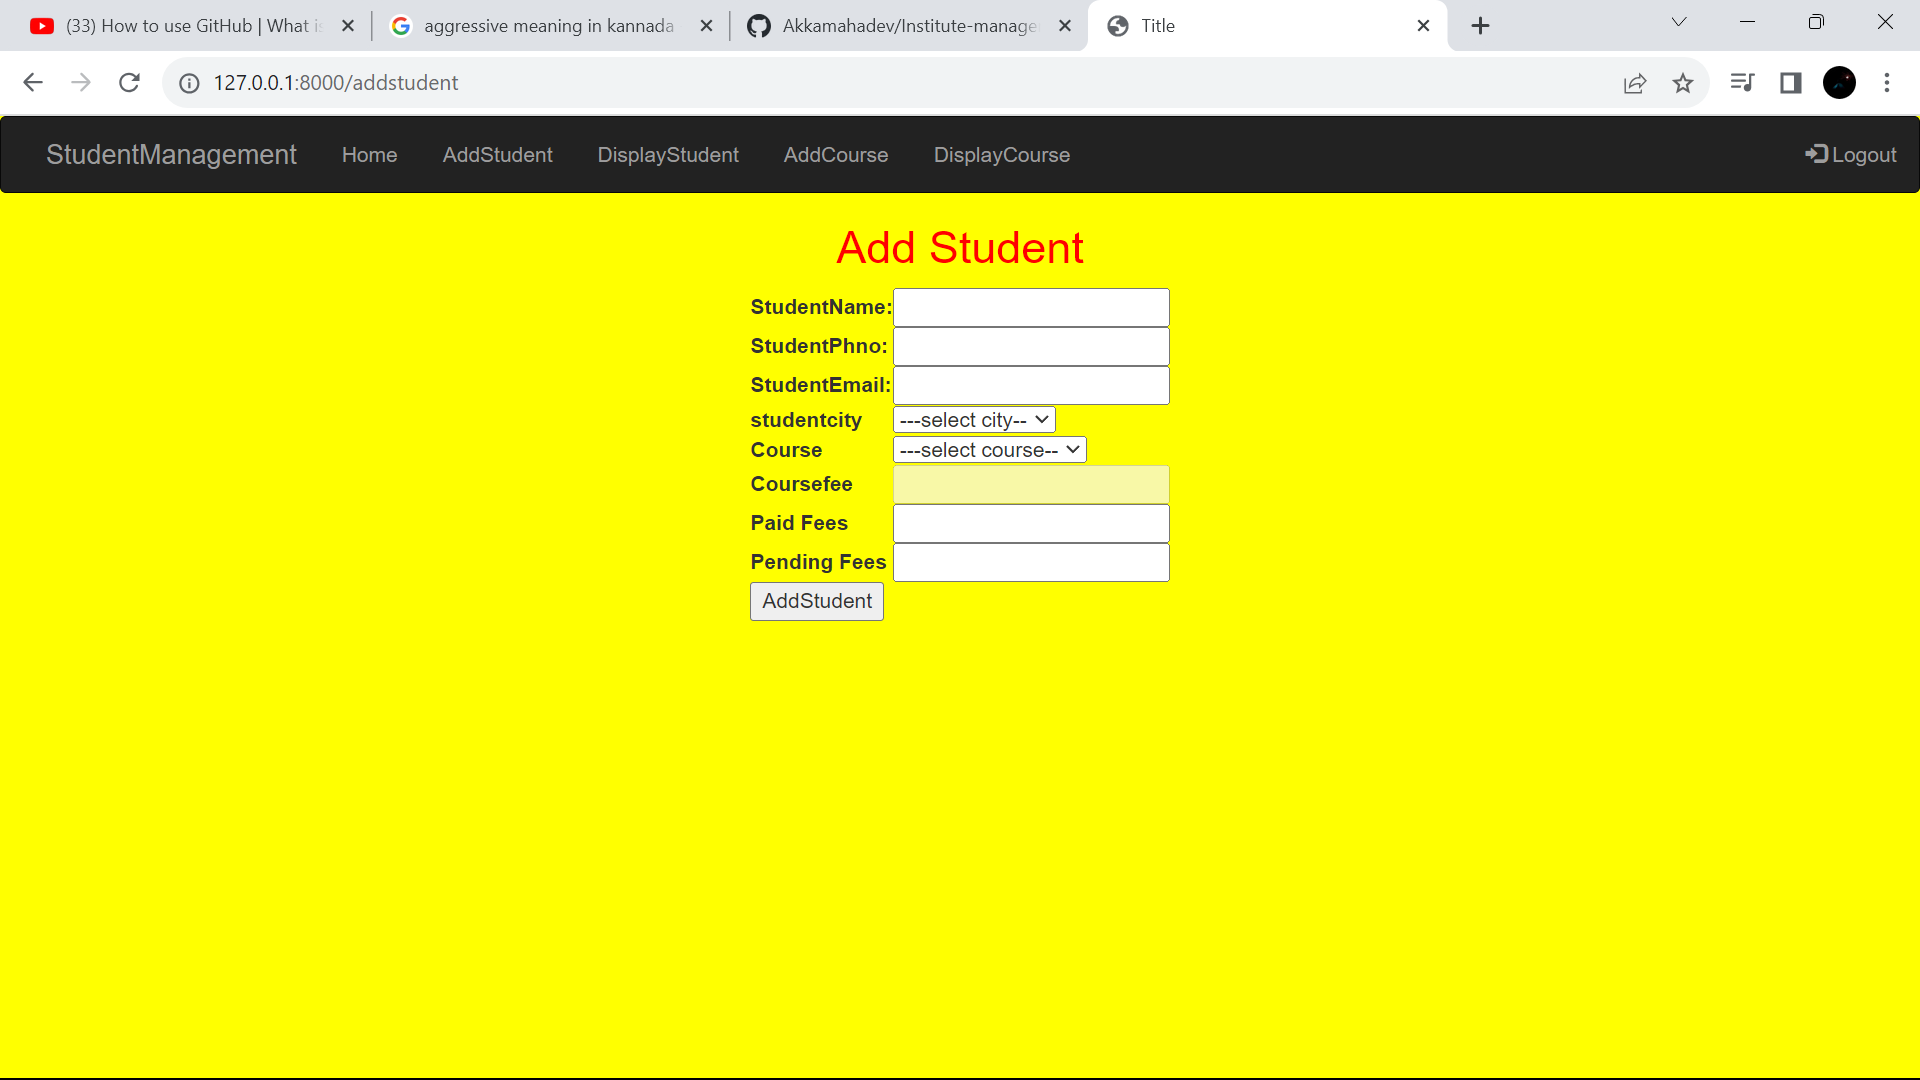 (33) How to use GitHub | What is
aggressive meaning in kannada
Akkamahadev/Institute-manage
Title
127.0.0.1:8000/addstudent
StudentManagement Home AddStudent DisplayStudent AddCourse DisplayCourse Logout
Add Student
StudentName:
StudentPhno:
StudentEmail:
studentcity ---select city--
Course ---select course--
Coursefee
Paid Fees
Pending Fees
AddStudent